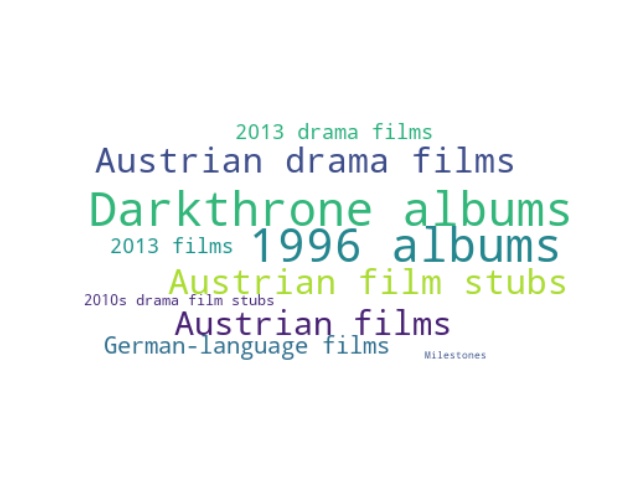 2013 drama films
Austrian drama films
Darkthrone albums
2013 films 1996 albums
Austrian film stubs
2010s drama film stubs
Austrian films
German-language films
Milestones